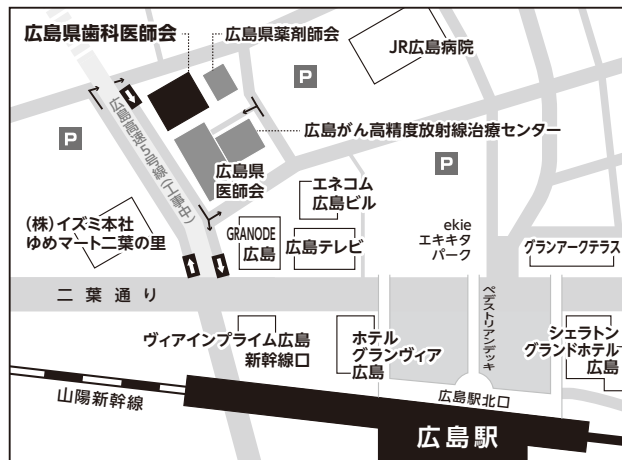 広島県歯科医師会
広島県薬剤師会
JR広島病院
P
P
広島高速5号線(工事中)
広島がん高精度放射線治療センター
P
広島県
医師会
エネコム
広島ビル
(株)イズミ本社
ゆめマート二葉の里
GRANODE
広島
広島テレビ
ekie
エキキタ
パーク
グランアークテラス
二葉通り
ペデストリアンデッキ
ヴィアインプライム広島
新幹線口
ホテル
グランヴィア
広島
シェラトン
グランドホテル
広島
山陽新幹線
広島駅北口
広島駅